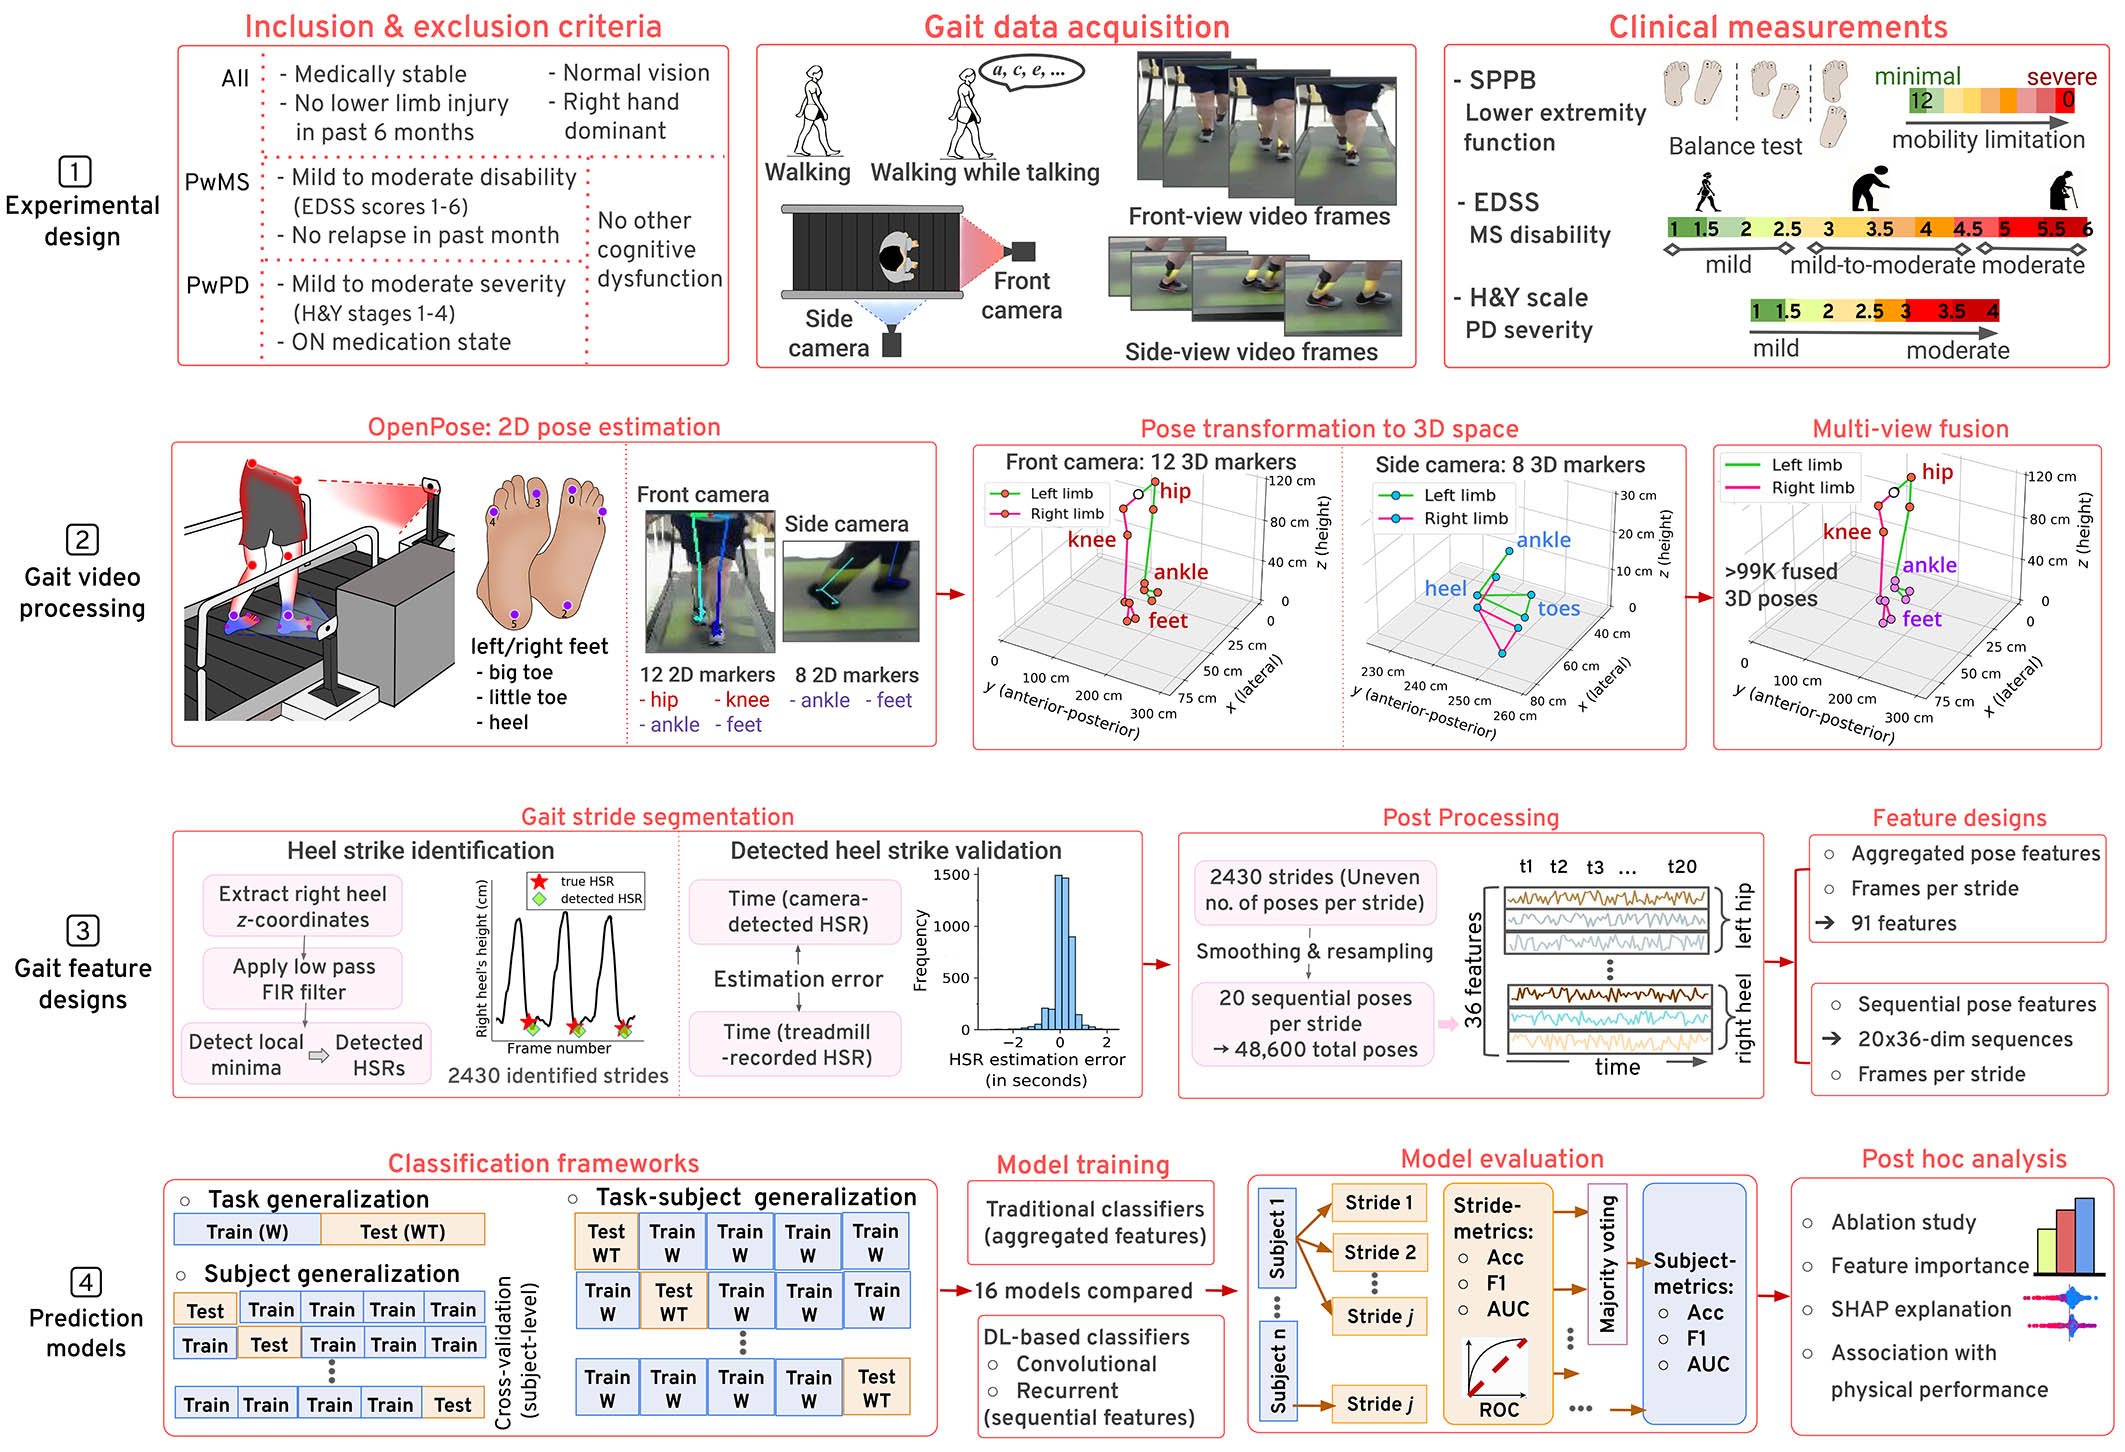 Inclusion & exclusion criteria
Gait data acquisition
Clinical measurements
1
Experimental
design
All
- Medically stable
- No lower limb injury
in past 6 months
- Normal vision
- Right hand
dominant
PwMS
- Mild to moderate disability
(EDSS scores 1-6)
- No relapse in past month
PwPD
- Mild to moderate severity
(H&Y stages 1-4)
- ON medication state
No other
cognitive
dysfunction
a, c, e, ...
Walking
Walking while talking
Front
camera
Side
camera
Front-view video frames
Side-view video frames
- SPPB
Lower extremity
function
Balance test
minimal
severe
12
0
mobility limitation
- EDSS
MS disability
1 1.5 2 2.5 3 3.5 4 4.5 5 5.5 6
mild
mild-to-moderate
moderate
- H&Y scale
PD severity
1 1.5 2 2.5 3 3.5 4
mild
moderate
2
Gait video
processing
OpenPose: 2D pose estimation
Pose transformation to 3D space
Multi-view fusion
3
0
4
1
5
2
left/right feet
- big toe
- little toe
- heel
Front camera
Side camera
12 2D markers
- hip - knee
- ankle - feet
8 2D markers
- ankle - feet
Front camera: 12 3D markers
Left limb
Right limb
hip
knee
ankle
feet
120 cm
80 cm
40 cm
0
z (height)
0
25 cm
50 cm
75 cm
x (lateral)
0
100 cm
200 cm
300 cm
y (anterior-posterior)
Side camera: 8 3D markers
Left limb
Right limb
ankle
heel
toes
30 cm
20 cm
10 cm
0
z (height)
40 cm
60 cm
80 cm
x (lateral)
230 cm
240 cm
250 cm
260 cm
y (anterior-posterior)
Left limb
Right limb
hip
knee
>99K fused
3D poses
ankle
feet
120 cm
80 cm
40 cm
0
z (height)
0
25 cm
50 cm
75 cm
x (lateral)
0
100 cm
200 cm
300 cm
y (anterior-posterior)
3
Gait feature
designs
Gait stride segmentation
Post Processing
Feature designs
Heel strike identification
Extract right heel
z-coordinates
Apply low pass
FIR filter
Detect local
minima
Detected
HSRs
true HSR
detected HSR
Right heel's height (cm)
Frame number
2430 identified strides
Detected heel strike validation
Time (camera-
detected HSR)
Estimation error
Time (treadmill
-recorded HSR)
Frequency
1500
1000
500
0
−2 0 2
HSR estimation error
(in seconds)
2430 strides (Uneven
no. of poses per stride)
Smoothing & resampling
20 sequential poses
per stride
→ 48,600 total poses
36 features
t1 t2 t3 ... t20
left hip
right heel
time
○ Aggregated pose features
○ Frames per stride
→ 91 features
○ Sequential pose features
→ 20x36-dim sequences
○ Frames per stride
4
Prediction
models
Classification frameworks
Model training
Model evaluation
Post hoc analysis
○ Task generalization
Train (W) Test (WT)
○ Subject generalization
Test Train Train Train Train
Train Test Train Train Train
Train Train Train Train Test
Cross-validation
(subject-level)
○ Task-subject generalization
Test Train Train Train Train
WT W W W W
Train Test Train Train Train
W WT W W W
Train Train Train Train Test
W W W W WT
Traditional classifiers
(aggregated features)
16 models compared
DL-based classifiers
○ Convolutional
○ Recurrent
(sequential features)
Subject 1
Subject n
Stride 1
Stride 2
Stride j
Stride j
Stride-
metrics:
○ Acc
○ F1
○ AUC
ROC
Majority voting
Subject-
metrics:
○ Acc
○ F1
○ AUC
○ Ablation study
○ Feature importance
○ SHAP explanation
○ Association with
physical performance